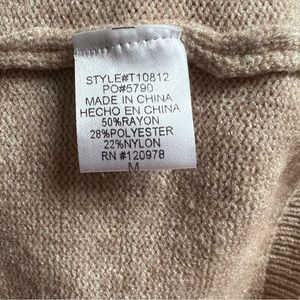 STYLE#T10812
PO#5790
MADE IN CHINA
HECHO EN CHINA
50%RAYON
28%POLYESTER
22%NYLON
RN #120978
M